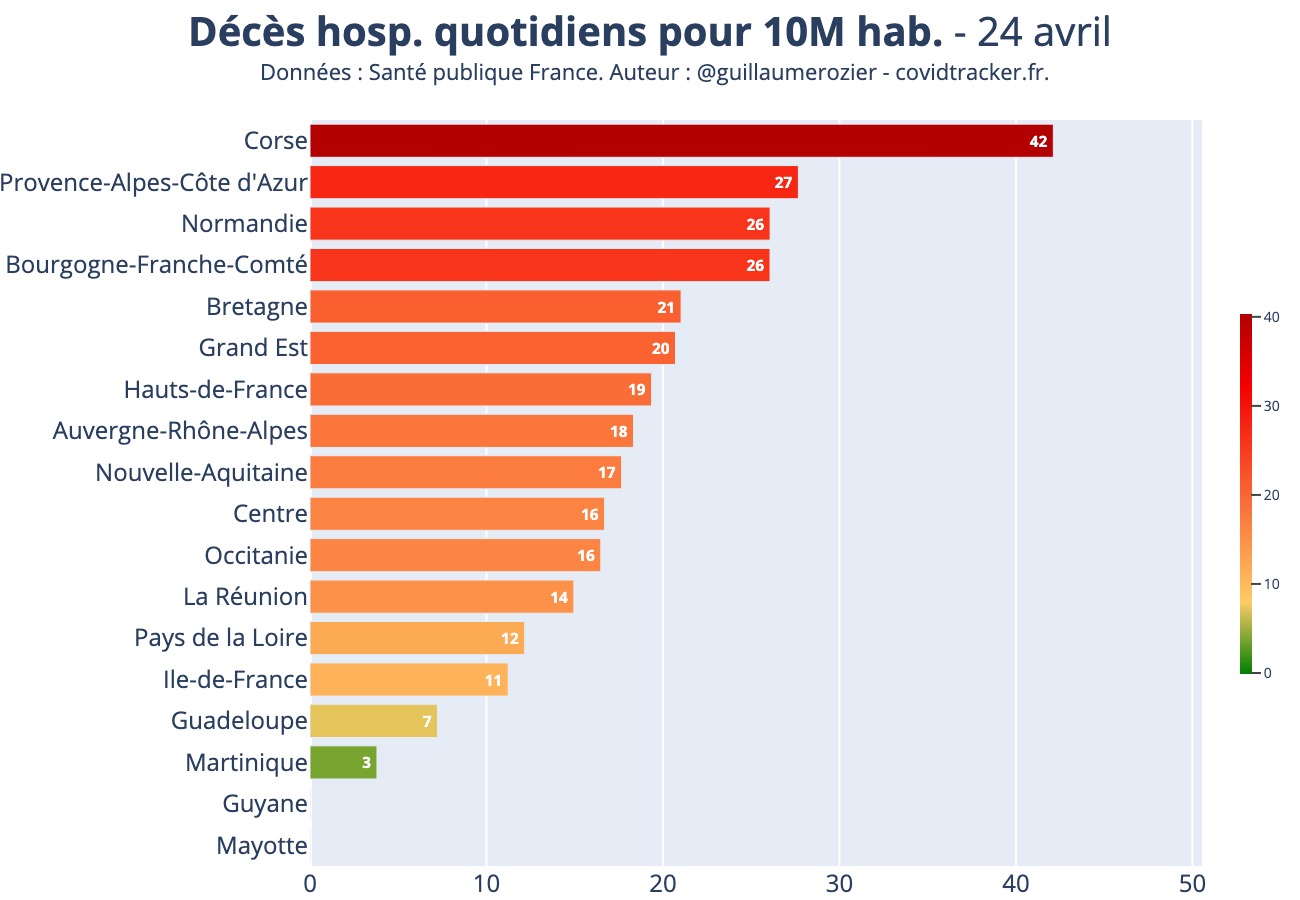 Décès hosp. quotidiens pour 10M hab. - 24 avril
Données : Santé publique France. Auteur : @guillaumerozier - covidtracker.fr.
Corse 42
Provence-Alpes-Côte d'Azur 27
Normandie 26
Bourgogne-Franche-Comté 26
Bretagne 21
Grand Est 20
Hauts-de-France 19
Auvergne-Rhône-Alpes 18
Nouvelle-Aquitaine 17
Centre 16
Occitanie 16
La Réunion 14
Pays de la Loire 12
Ile-de-France 11
Guadeloupe 7
Martinique 3
Guyane
Mayotte
0 10 20 30 40 50
40
30
20
10
0